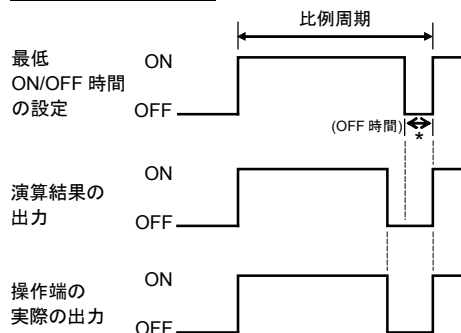 比例周期
最低
ON/OFF 時間
の設定
ON
OFF
(OFF 時間)
*
演算結果の
出力
ON
OFF
操作端の
実際の出力
ON
OFF